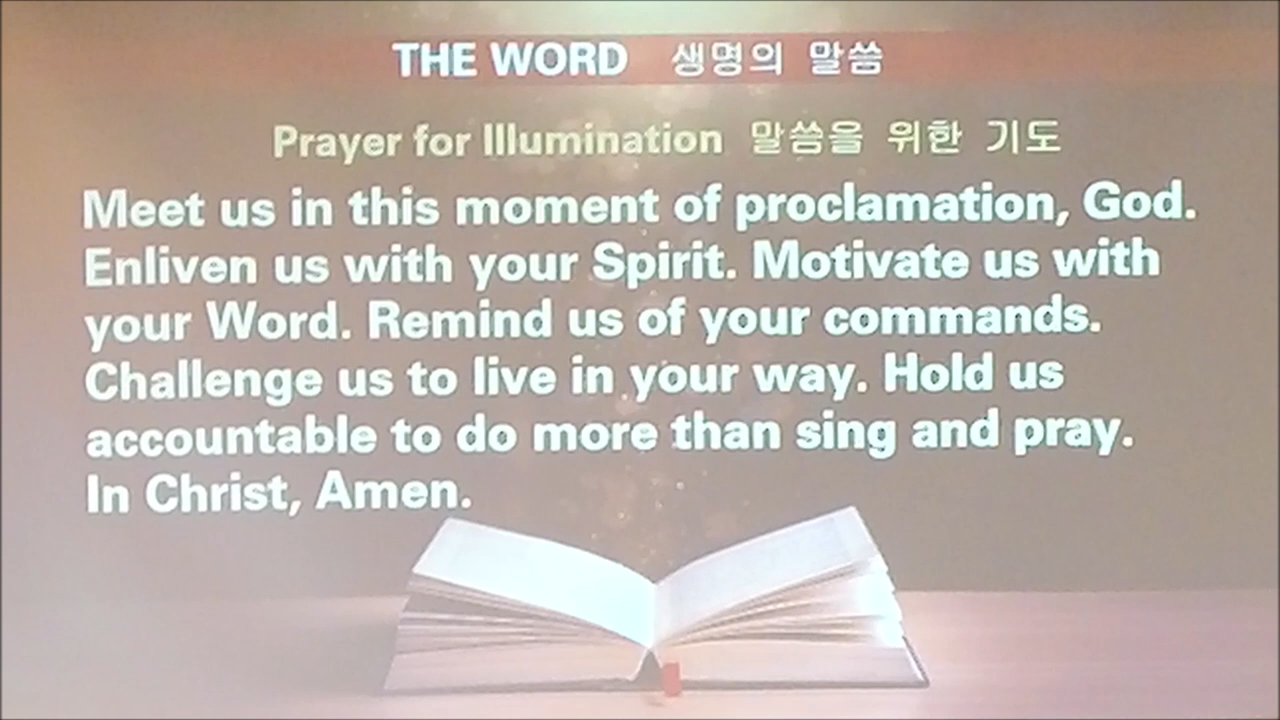 THE WORD 생명의 말씀
Prayer for Illumination 말씀을 위한 기도
Meet us in this moment of proclamation, God.
Enliven us with your Spirit. Motivate us with
your Word. Remind us of your commands.
Challenge us to live in your way. Hold us
accountable to do more than sing and pray.
In Christ, Amen.